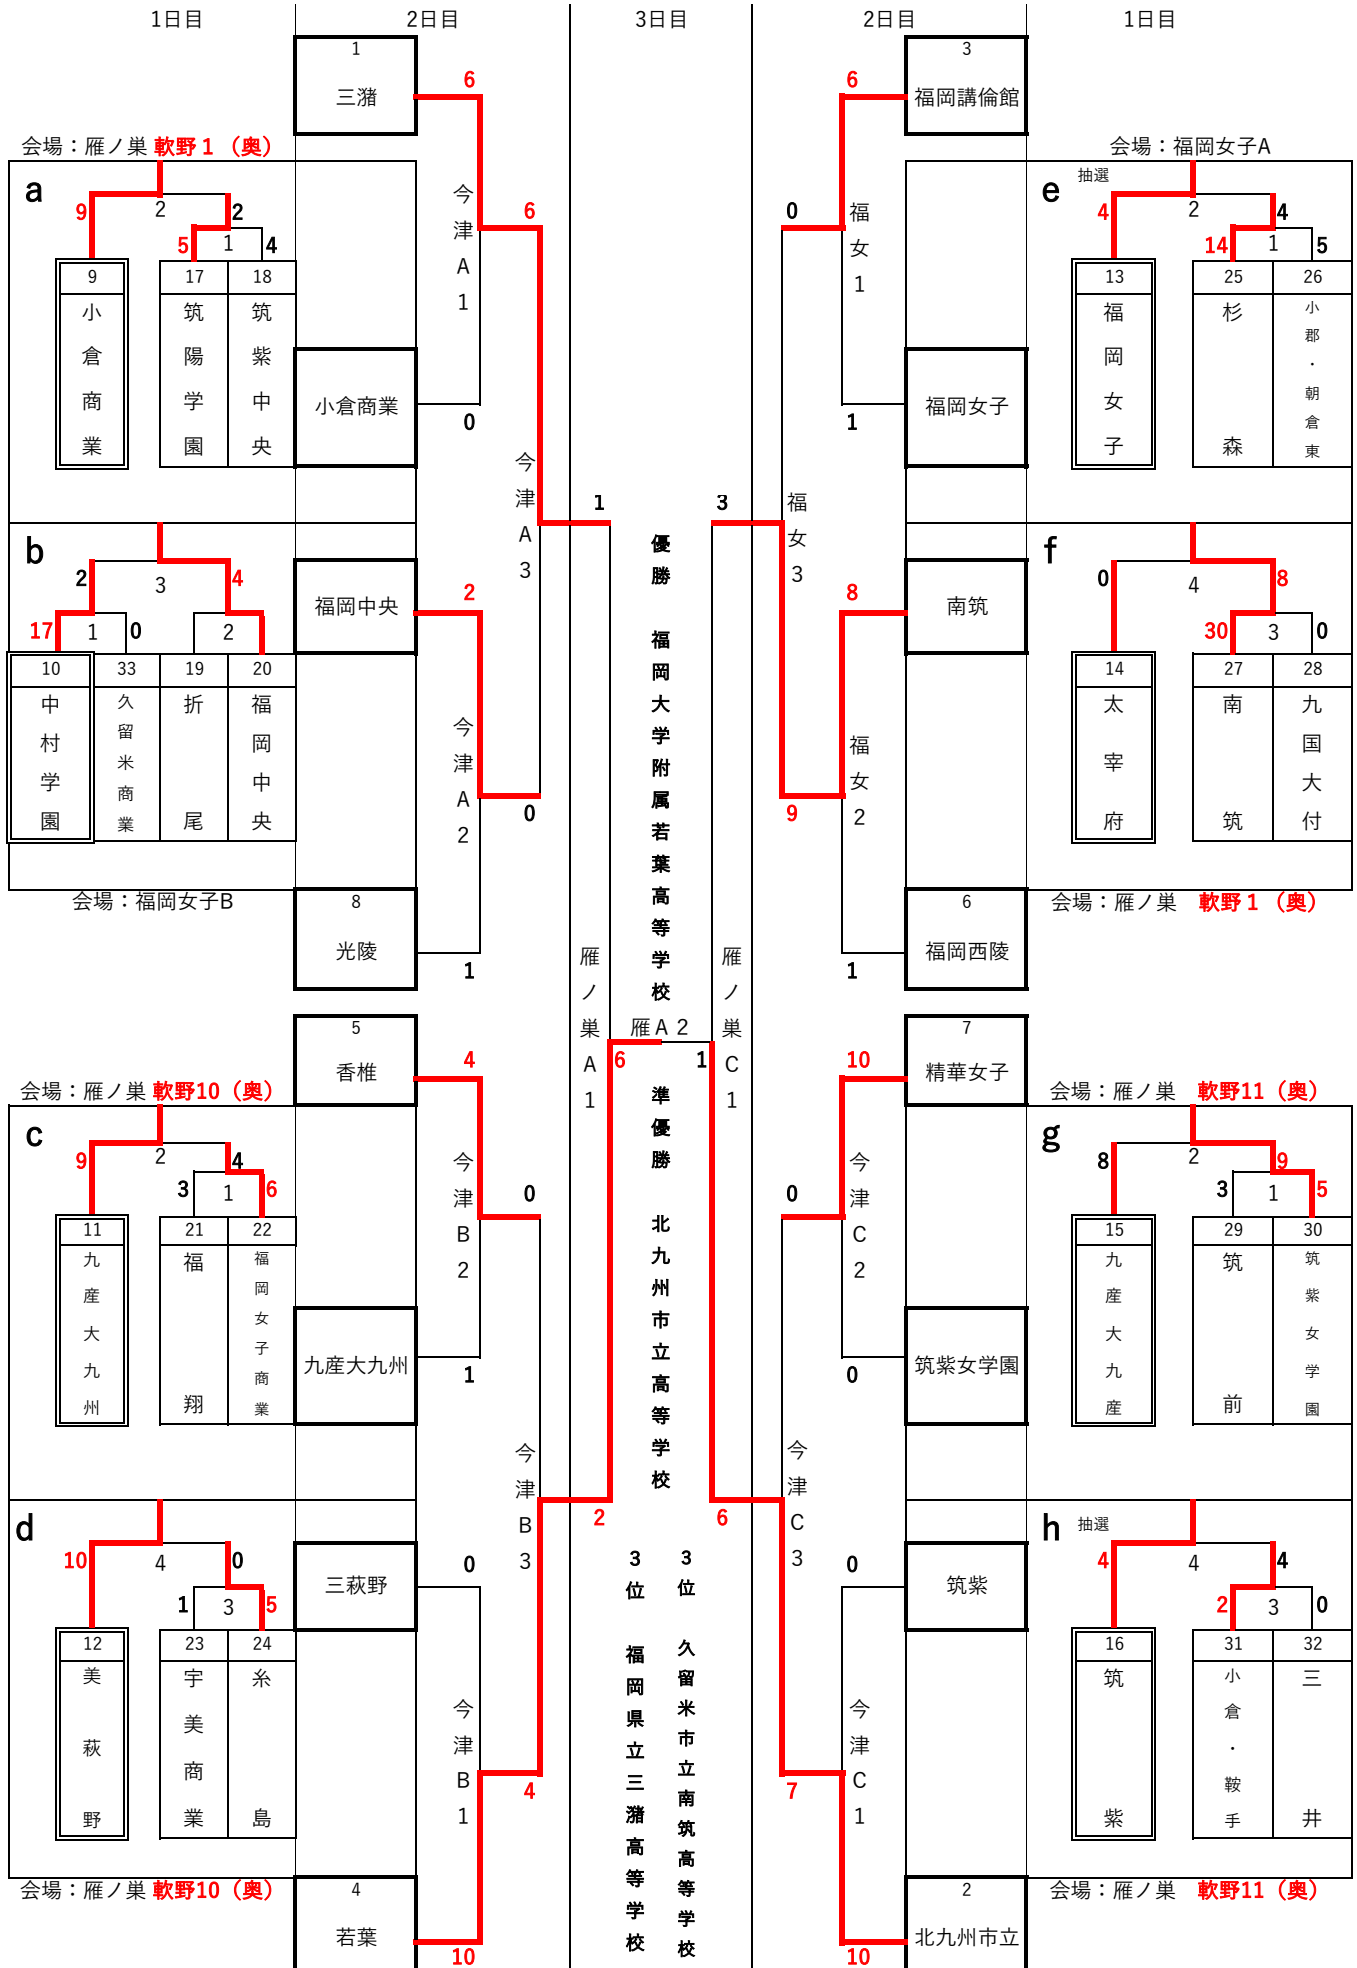 1日目
2日目
3日目
2日目
1日目
1
三潴
6
3
福岡講倫館
6
会場：雁ノ巣 軟野１（奥）
会場：福岡女子A
a
9
2
2
5
1
4
9
小倉商業
17
筑陽学園
18
筑紫中央
今津A1
6
小倉商業
0
今津A3
福女1
0
福岡女子
1
福女3
e
抽選
4
2
4
14
1
5
13
福岡女子
25
杉森
26
小郡・朝倉東
b
2
3
4
17
1
0
2
10
中村学園
33
久留米商業
19
折尾
20
福岡中央
会場：福岡女子B
福岡中央
2
今津A2
0
8
光陵
1
1
3
優勝　福岡大学附属若葉高等学校
南筑
8
福女2
9
6
福岡西陵
1
f
0
4
8
30
3
0
14
太宰府
27
南筑
28
九国大付
会場：雁ノ巣　軟野１（奥）
雁ノ巣A1
雁A2
6
1
雁ノ巣C1
5
香椎
4
7
精華女子
10
会場：雁ノ巣 軟野10（奥）
会場：雁ノ巣　軟野11（奥）
c
9
2
4
3
1
6
11
九産大九州
21
福翔
22
福岡女子商業
今津B2
0
九産大九州
1
今津B3
準優勝　北九州市立高等学校
今津C2
0
筑紫女学園
0
今津C3
g
8
2
9
3
1
5
15
九産大九産
29
筑前
30
筑紫女学園
2
6
d
10
4
0
1
3
5
12
美萩野
23
宇美商業
24
糸島
会場：雁ノ巣 軟野10（奥）
三萩野
0
今津B1
4
4
若葉
10
3位　福岡県立三潴高等学校
3位　久留米市立南筑高等学校
筑紫
0
今津C1
7
2
北九州市立
10
h
抽選
4
4
4
2
3
0
16
筑紫
31
小倉・鞍手
32
三井
会場：雁ノ巣　軟野11（奥）